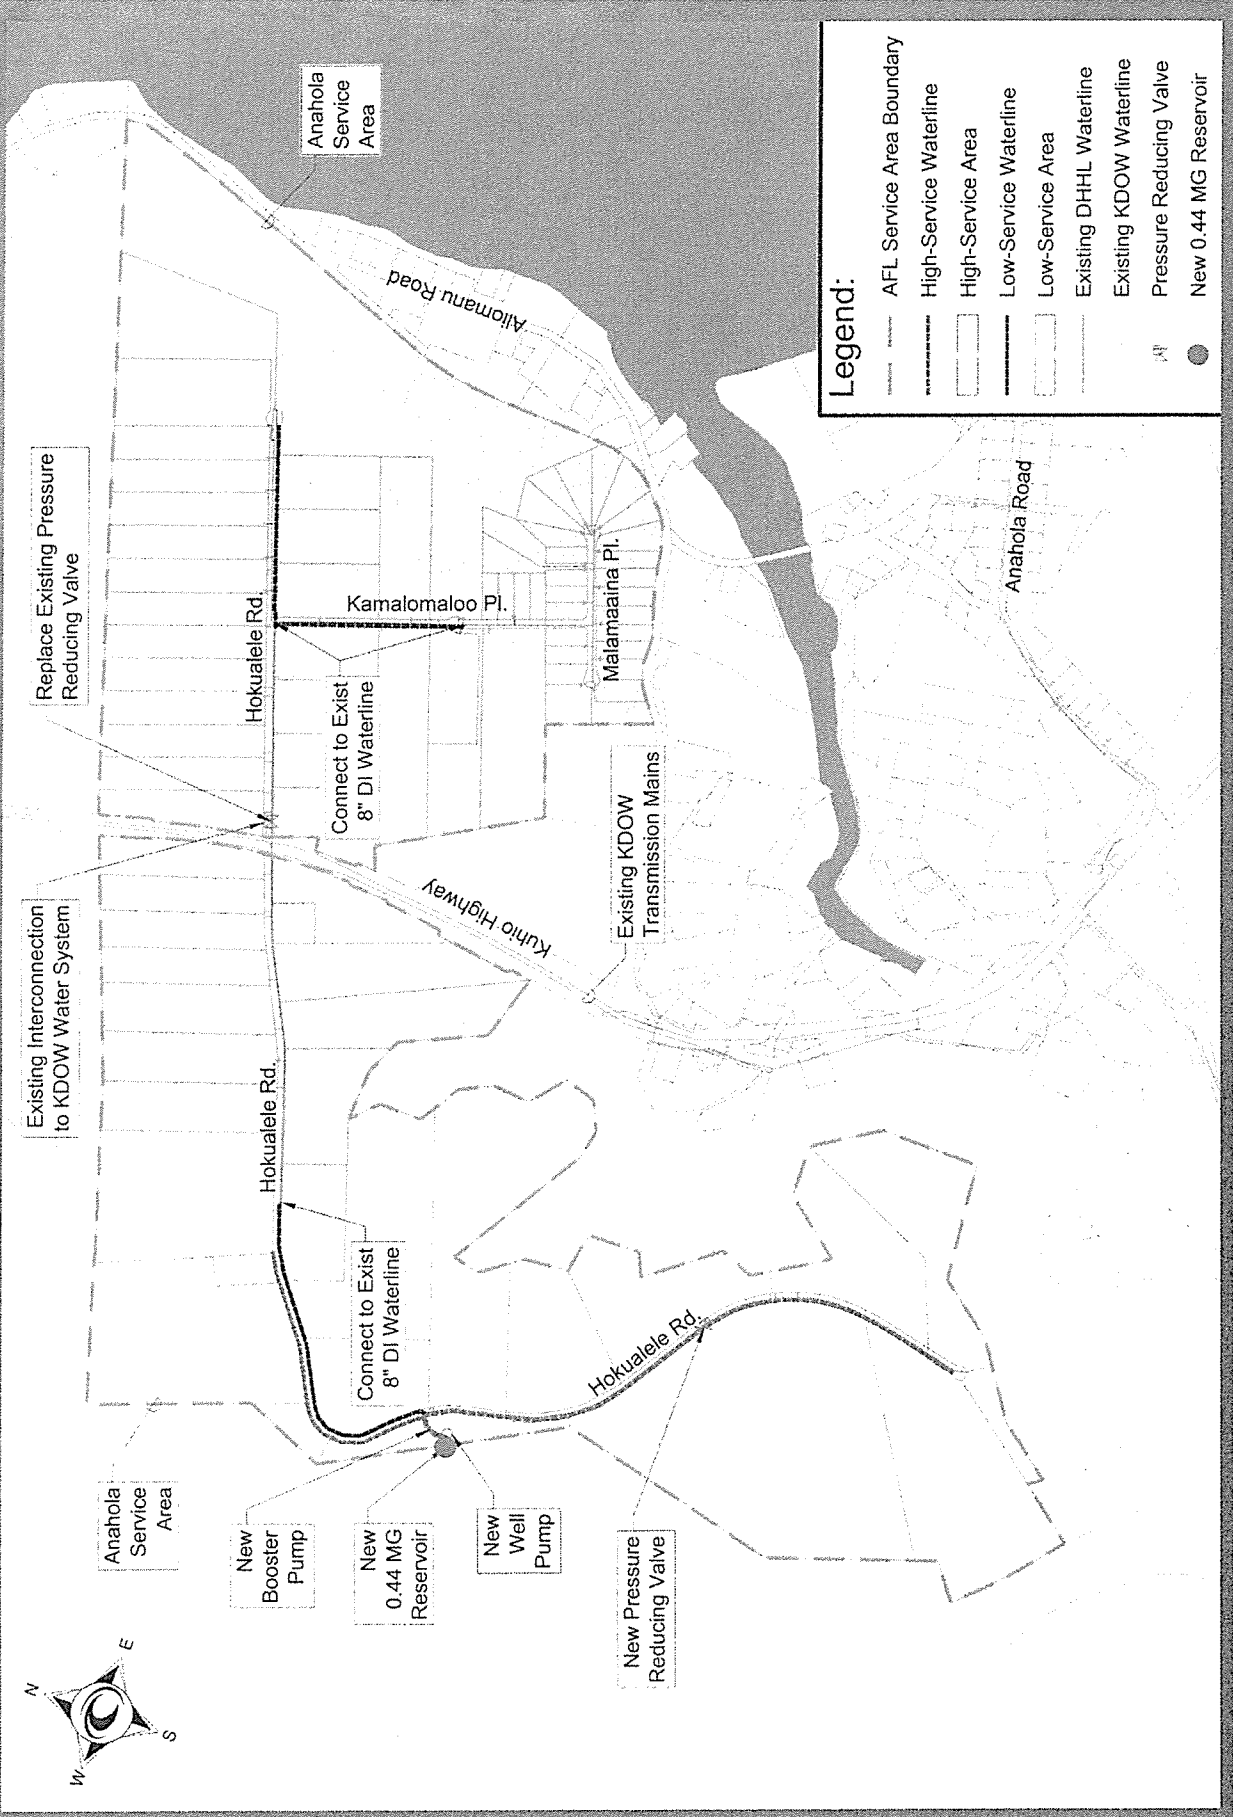 N
E
S
W
Anahola
Service
Area
New
Booster
Pump
New
0.44 MG
Reservoir
New
Well
Pump
New Pressure
Reducing Valve
Existing Interconnection
to KDOW Water System
Replace Existing Pressure
Reducing Valve
Connect to Exist
8" DI Waterline
Connect to Exist
8" DI Waterline
Existing KDOW
Transmission Mains
Anahola
Service
Area
Hokualele Rd.
Hokualele Rd.
Hokualele Rd.
Kamalomaloo Pl.
Malamaaina Pl.
Kuhio Highway
Aliomanu Road
Anahola Road
Legend:
AFL Service Area Boundary
High-Service Waterline
High-Service Area
Low-Service Waterline
Low-Service Area
Existing DHHL Waterline
Existing KDOW Waterline
Pressure Reducing Valve
New 0.44 MG Reservoir